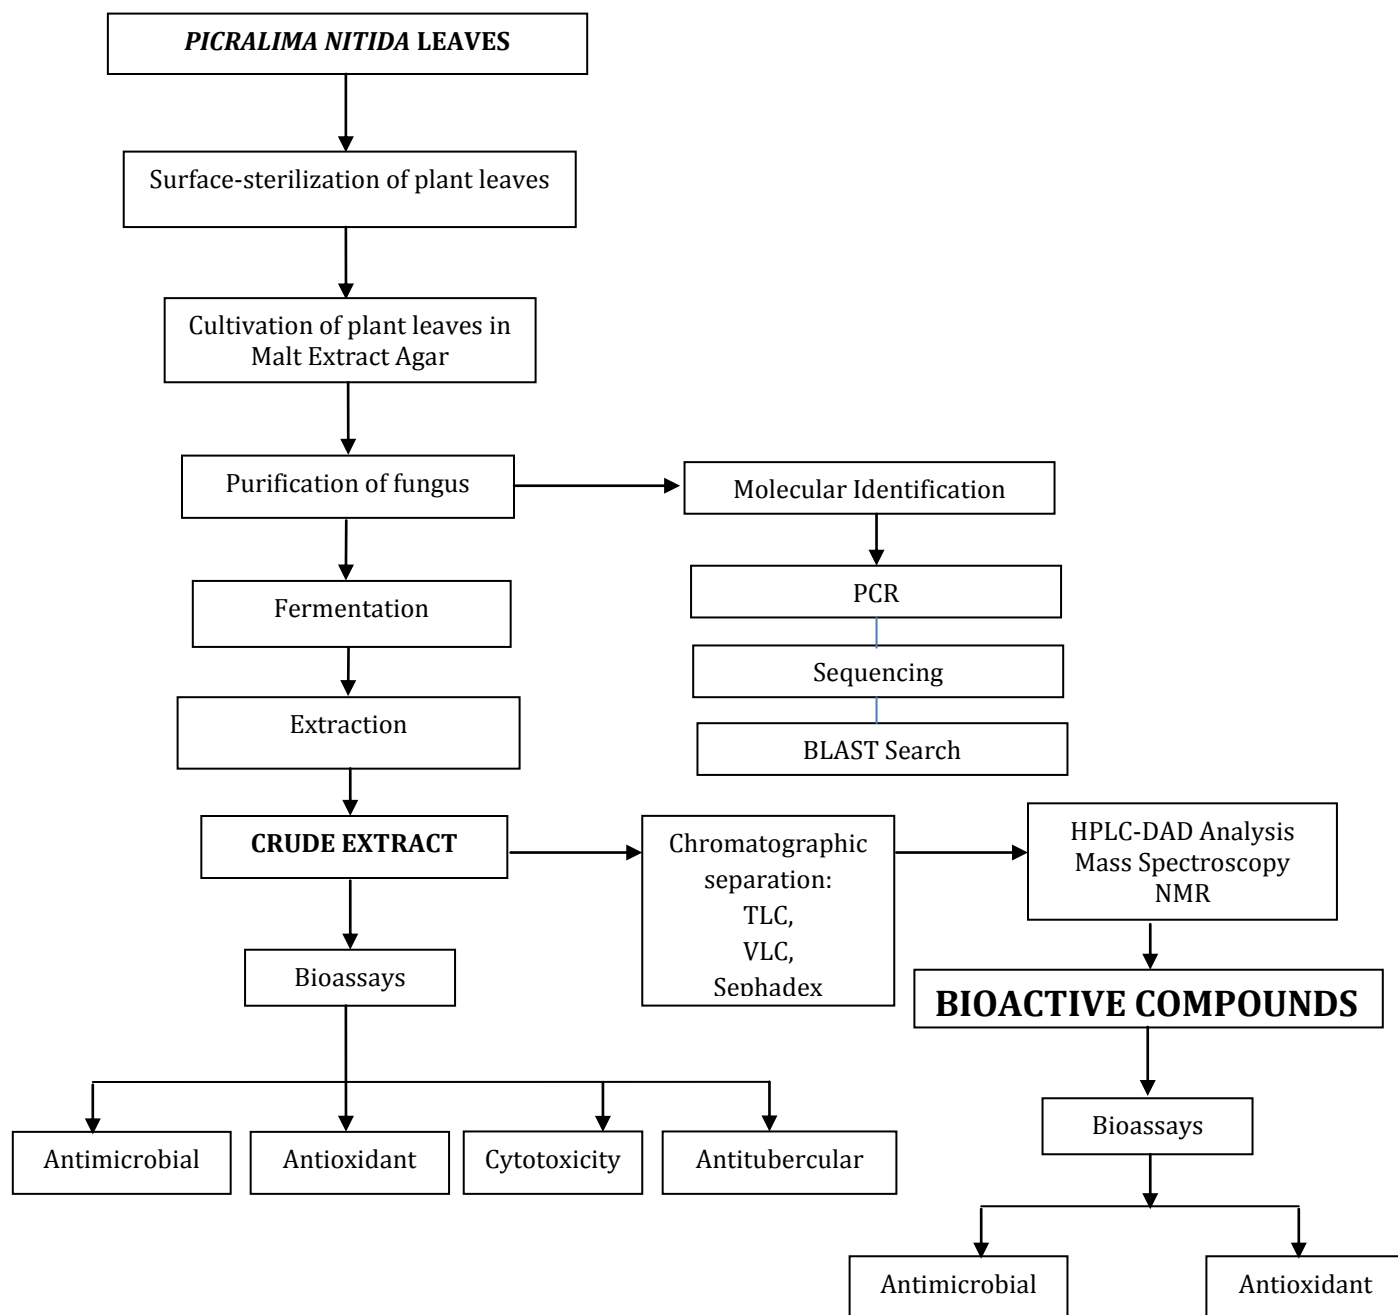 PICRALIMA NITIDA LEAVES
Surface-sterilization of plant leaves
Cultivation of plant leaves in
Malt Extract Agar
Purification of fungus
Molecular Identification
PCR
Fermentation
Sequencing
Extraction
BLAST Search
CRUDE EXTRACT
Chromatographic
separation:
TLC,
VLC,
Sephadex
HPLC-DAD Analysis
Mass Spectroscopy
NMR
BIOACTIVE COMPOUNDS
Bioassays
Antimicrobial
Antioxidant
Cytotoxicity
Antitubercular
Bioassays
Antimicrobial
Antioxidant